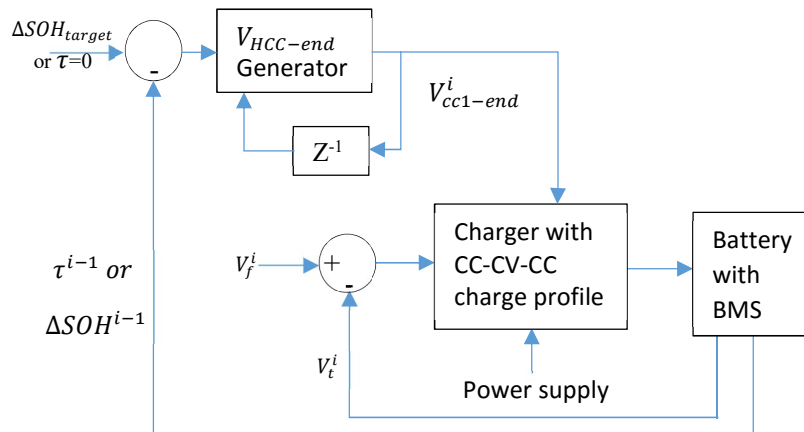 ΔSOH_target
or τ=0
-
V_HCC−end
Generator
V^i_cc1−end
Z⁻¹
τ^i−1 or
ΔSOH^i−1
V^i_f
+
-
V^i_t
Charger with
CC-CV-CC
charge profile
Battery
with
BMS
Power supply